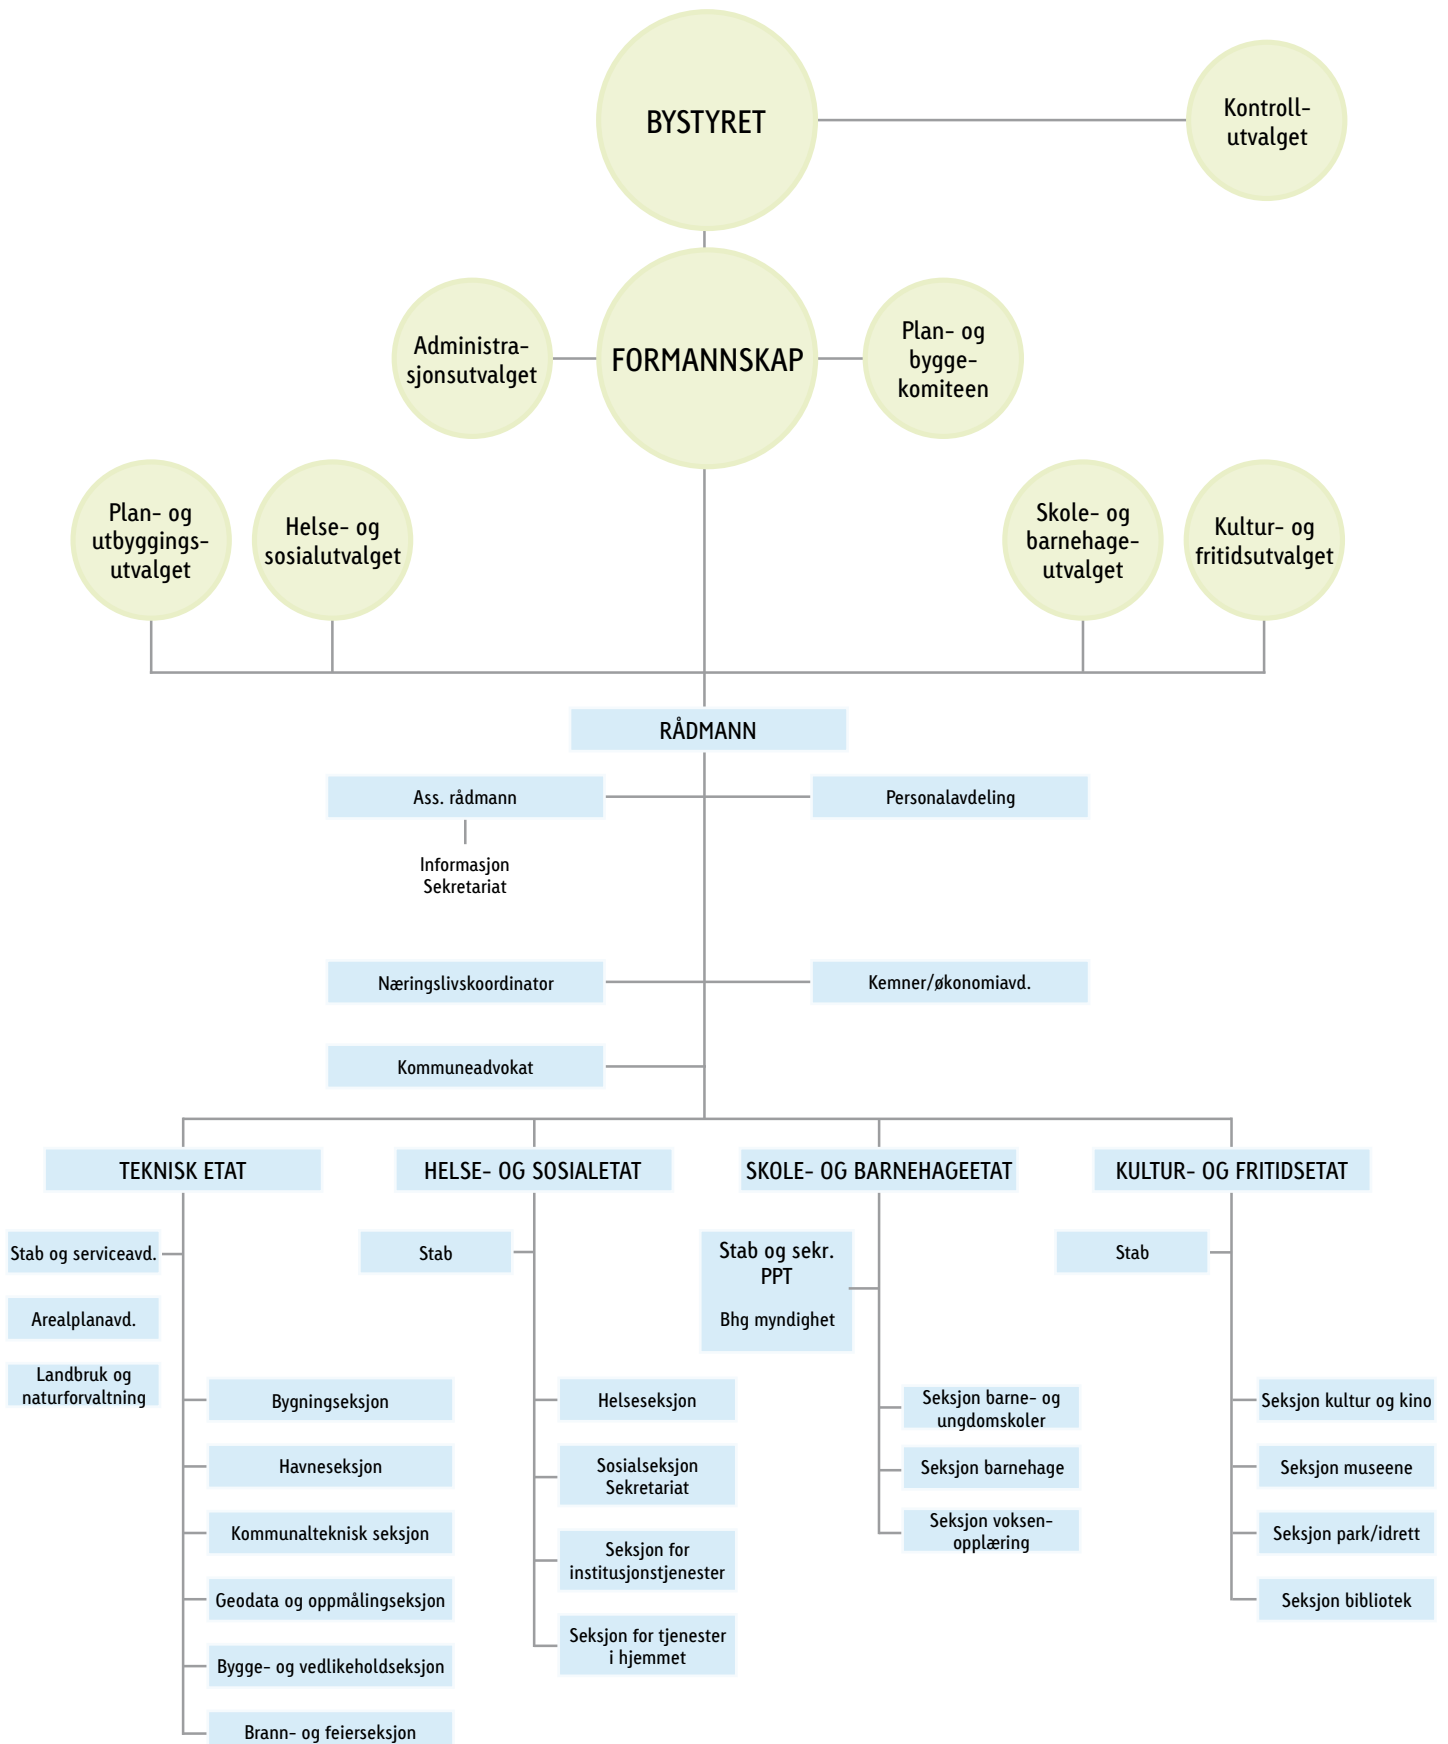 BYSTYRET
Kontroll-
utvalget
Administra-
sjonsutvalget
FORMANNSKAP
Plan- og
bygge-
komiteen
Plan- og
utbyggings-
utvalget
Helse- og
sosialutvalget
Skole- og
barnehage-
utvalget
Kultur- og
fritidsutvalget
RÅDMANN
Ass. rådmann
Personalavdeling
Informasjon
Sekretariat
Næringslivskoordinator
Kemner/økonomiavd.
Kommuneadvokat
TEKNISK ETAT
HELSE- OG SOSIALETAT
SKOLE- OG BARNEHAGEETAT
KULTUR- OG FRITIDSETAT
Stab og serviceavd.
Arealplanavd.
Landbruk og
naturforvaltning
Bygningseksjon
Havneseksjon
Kommunalteknisk seksjon
Geodata og oppmålingseksjon
Bygge- og vedlikeholdseksjon
Brann- og feierseksjon
Stab
Helseseksjon
Sosialseksjon
Sekretariat
Seksjon for
institusjonstjenester
Seksjon for tjenester
i hjemmet
Stab og sekr.
PPT
Bhg myndighet
Seksjon barne- og
ungdomskoler
Seksjon barnehage
Seksjon voksen-
opplæring
Stab
Seksjon kultur og kino
Seksjon museene
Seksjon park/idrett
Seksjon bibliotek